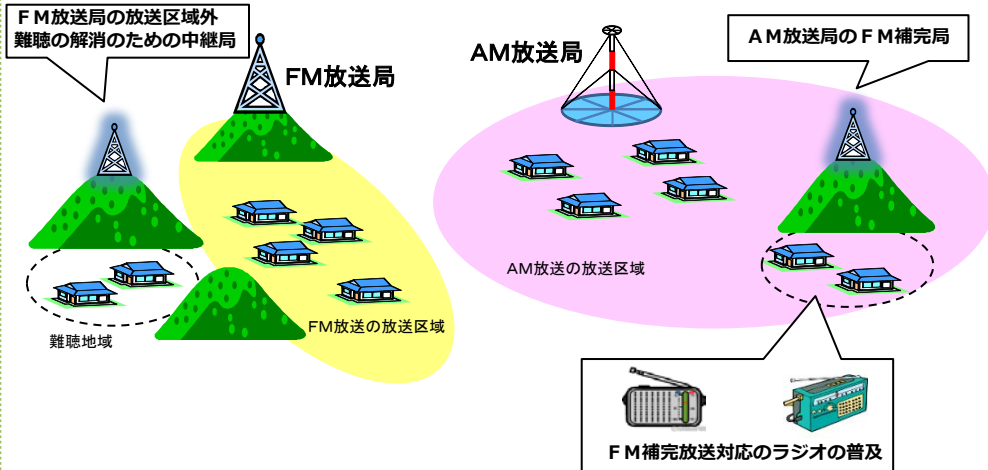 ＦＭ放送局の放送区域外
難聴の解消のための中継局
FM放送局
難聴地域
FM放送の放送区域
AM放送局
ＡＭ放送局のＦＭ補完局
AM放送の放送区域
ＦＭ補完放送対応のラジオの普及